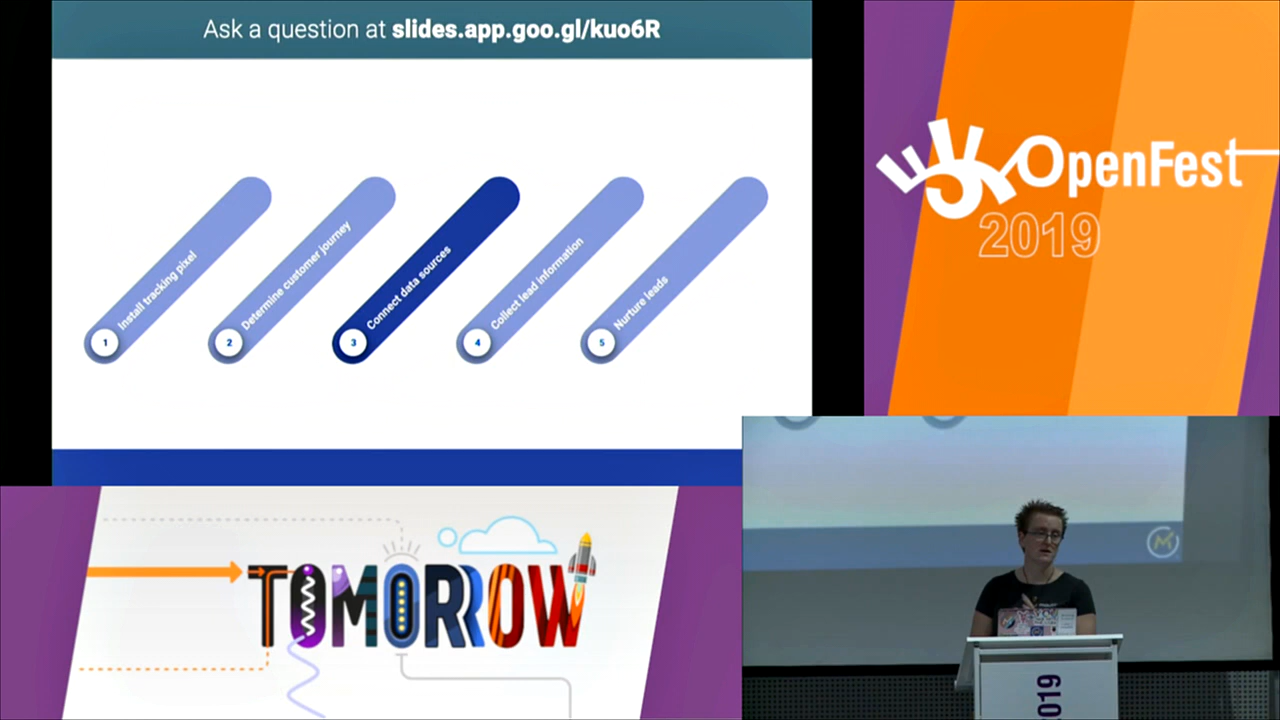 Ask a question at slides.app.goo.gl/kuo6R
1 Install tracking pixel
2 Determine customer journey
3 Connect data sources
4 Collect lead information
5 Nurture leads
OpenFest
2019
TOMORROW
2019